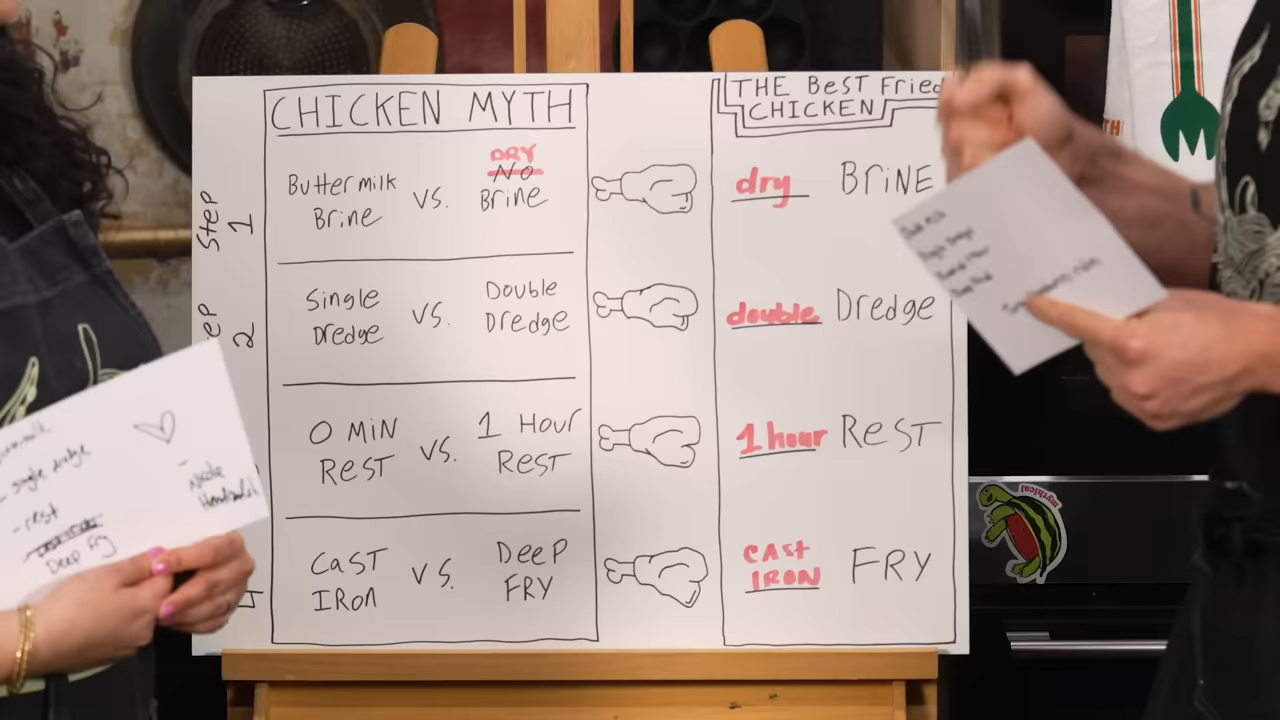 CHICKEN MYTH
THE BeST Fried
CHICKEN
Step 1
Buttermilk Brine
vs.
DRY
No
Brine
dry BRiNE
2
Single Dredge
vs.
Double Dredge
double Dredge
0 MiN REST
vs.
1 Hour REST
1 hour ReST
CAST IRon
vs.
DeeP FRY
CAST IRON FRY
- single dredge
- rest
Deep Fry
mythical